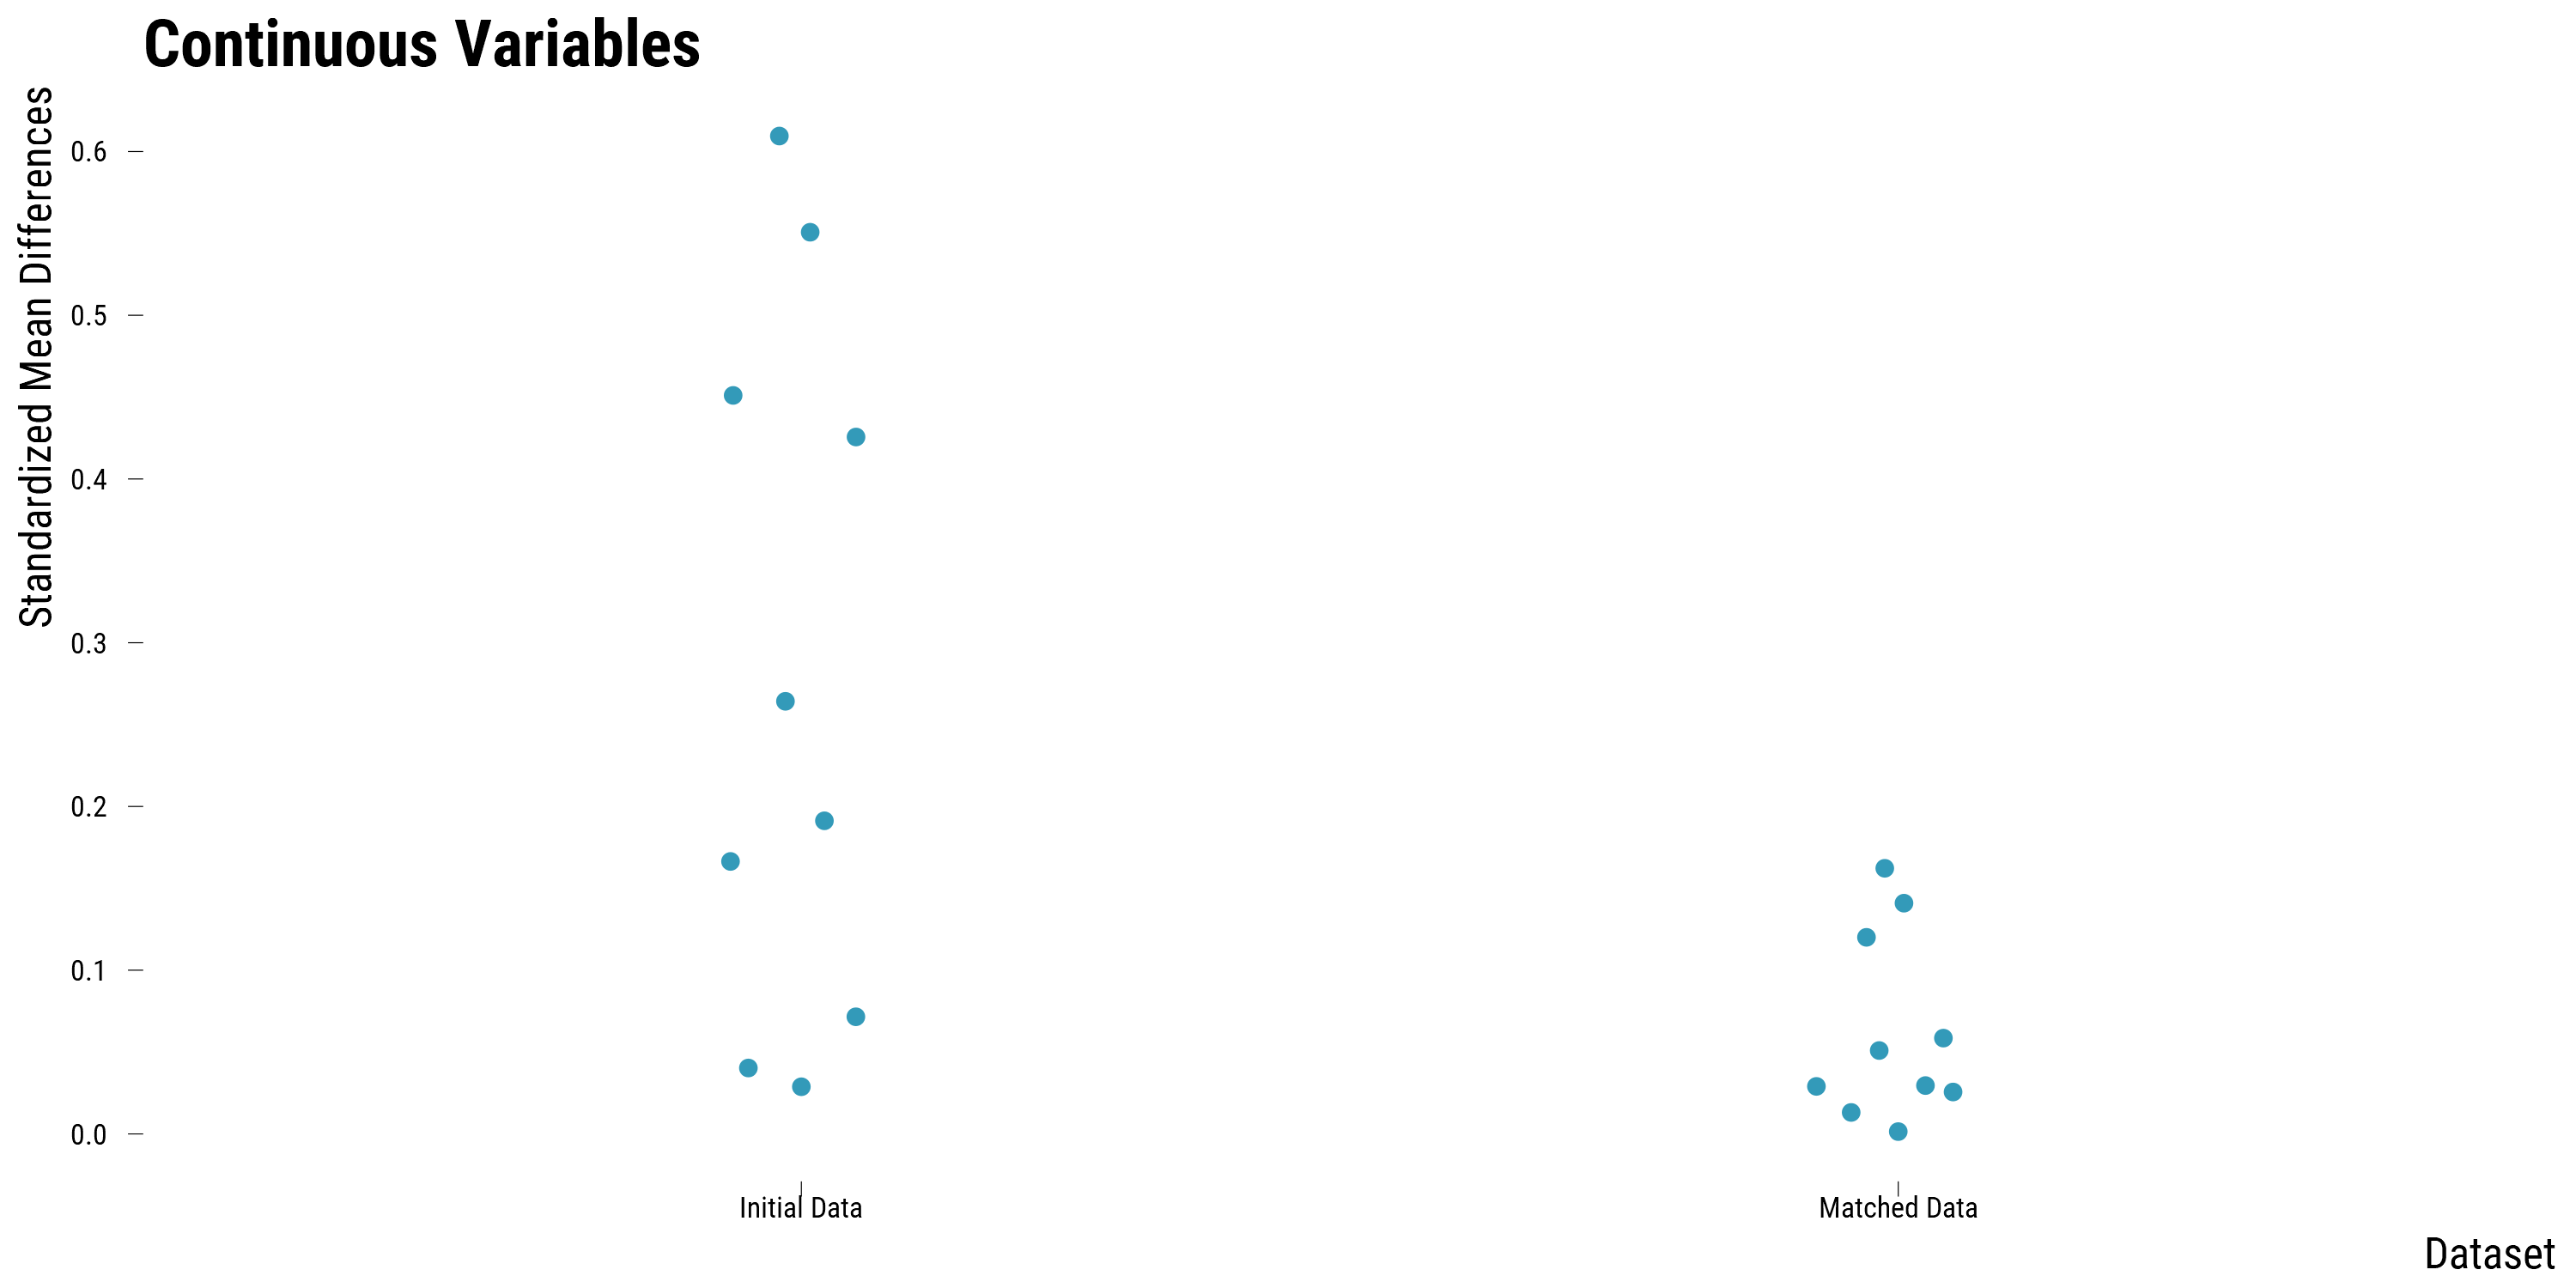 Continuous Variables
Standardized Mean Differences
0.6
0.5
0.4
0.3
0.2
0.1
0.0
Initial Data
Matched Data
Dataset